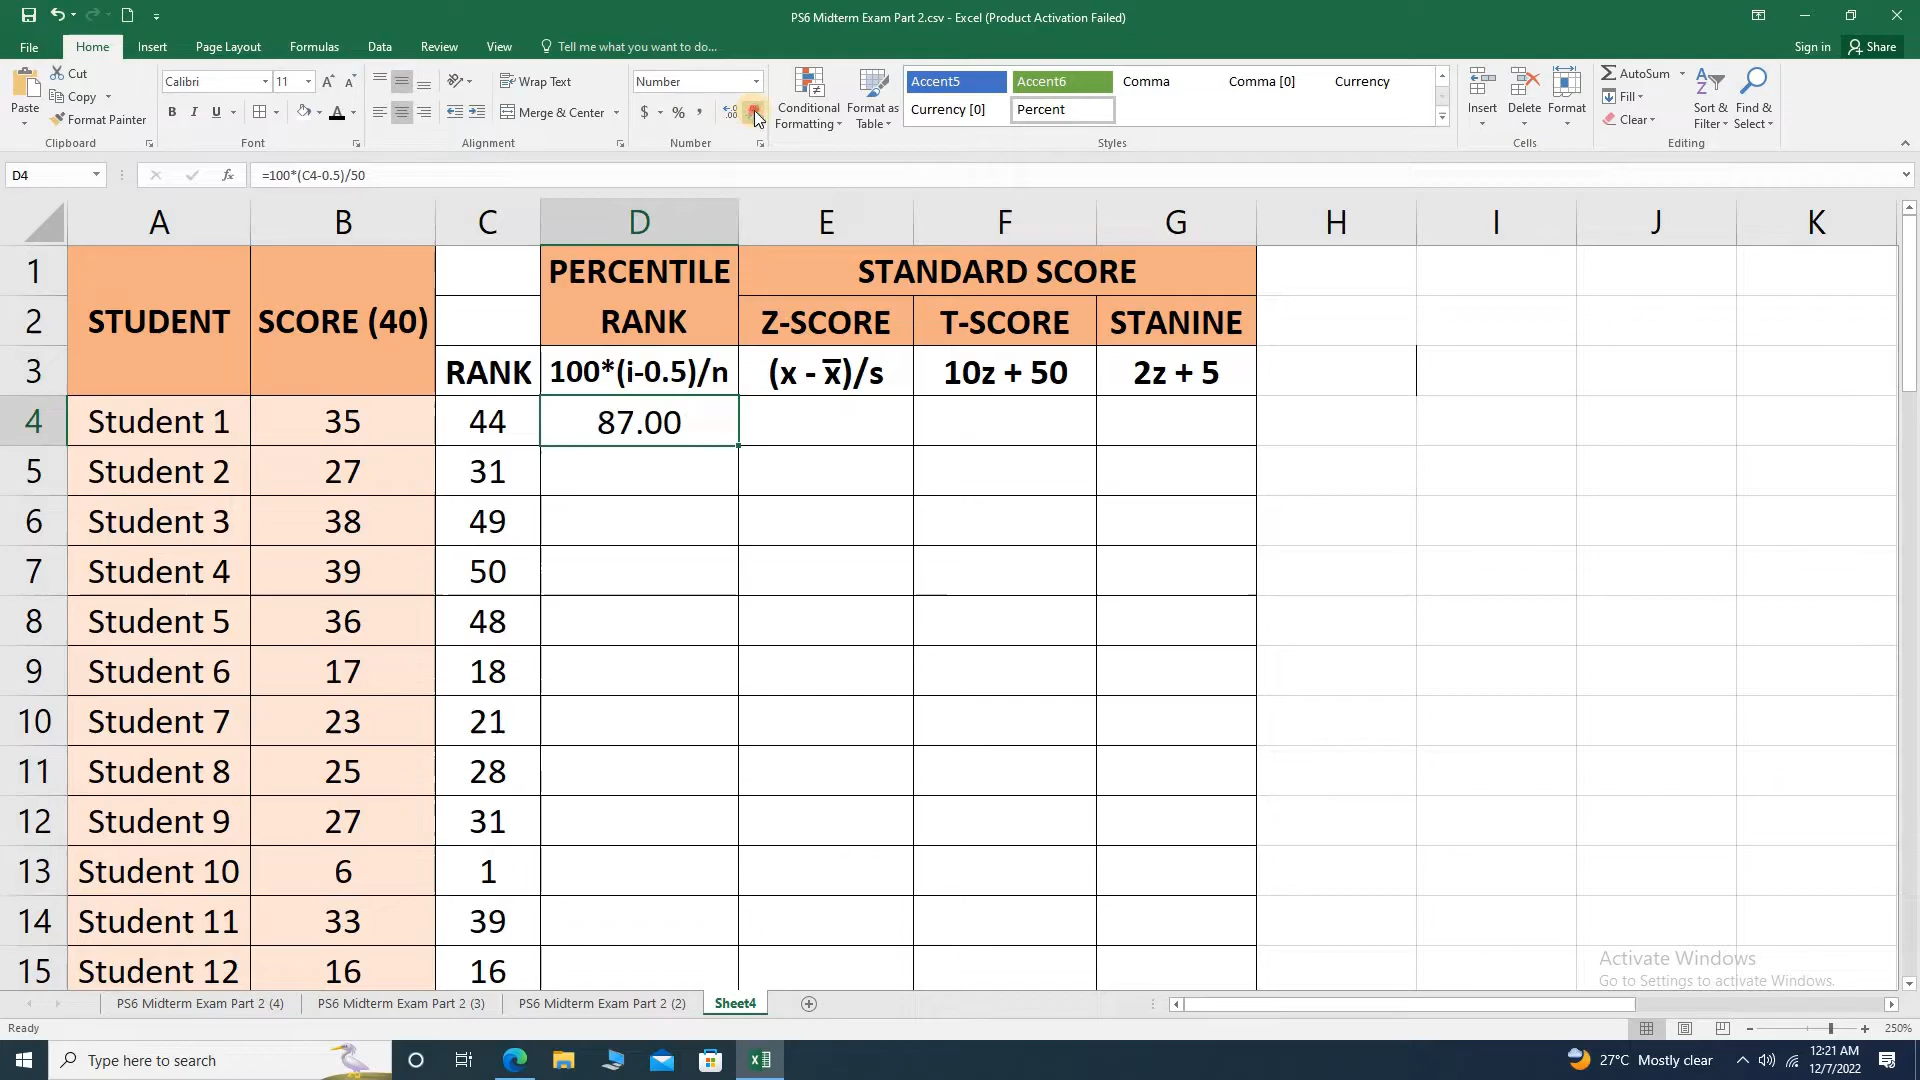 PS6 Midterm Exam Part 2.csv - Excel (Product Activation Failed)
File Home Insert Page Layout Formulas Data Review View Tell me what you want to do... Sign in Share
Paste
Cut
Copy
Format Painter
Clipboard
Calibri 11
B I U A
Font
Wrap Text
Merge & Center
Alignment
Number
$ % ,
Number
Conditional Formatting
Format as Table
Accent5 Accent6 Comma Comma [0] Currency
Currency [0] Percent
Styles
Insert Delete Format
Cells
AutoSum
Fill
Clear
Sort & Filter
Find & Select
Editing
D4 fx =100*(C4-0.5)/50
A B C D E F G H I J K
1 PERCENTILE STANDARD SCORE
2 STUDENT SCORE (40) RANK Z-SCORE T-SCORE STANINE
3 RANK 100*(i-0.5)/n (x - x̅)/s 10z + 50 2z + 5
4 Student 1 35 44 87.00
5 Student 2 27 31
6 Student 3 38 49
7 Student 4 39 50
8 Student 5 36 48
9 Student 6 17 18
10 Student 7 23 21
11 Student 8 25 28
12 Student 9 27 31
13 Student 10 6 1
14 Student 11 33 39
15 Student 12 16 16
Activate Windows
Go to Settings to activate Windows.
PS6 Midterm Exam Part 2 (4) PS6 Midterm Exam Part 2 (3) PS6 Midterm Exam Part 2 (2) Sheet4
Ready 250%
Type here to search
27°C Mostly clear
12:21 AM
12/7/2022